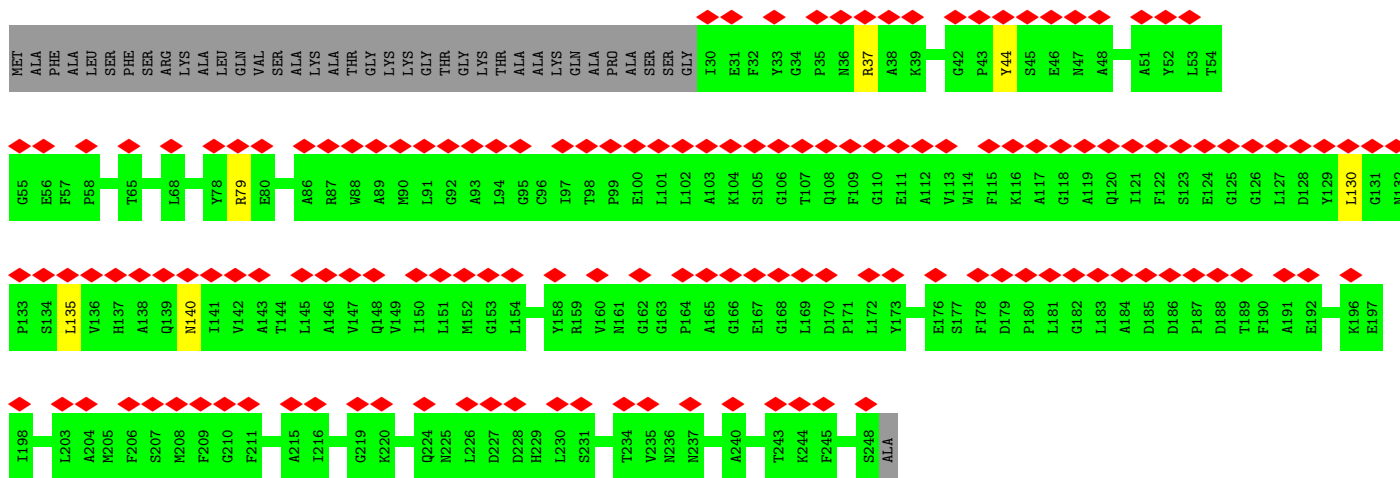 MET ALA PHE ALA LEU SER PHE SER ARG LYS ALA LEU GLN VAL SER ALA LYS ALA THR GLY LYS LYS GLY THR GLY LYS THR ALA ALA LYS GLN ALA PRO ALA SER SER GLY I30 E31 F32 Y33 G34 P35 N36 R37 A38 K39 G42 P43 Y44 S45 E46 N47 A48 A51 Y52 L53 T54
G55 E56 F57 P58 T65 L68 Y78 R79 E80 A86 R87 W88 A89 M90 L91 G92 A93 L94 G95 C96 I97 T98 P99 E100 L101 L102 A103 K104 S105 G106 T107 Q108 F109 G110 E111 A112 V113 W114 F115 K116 A117 G118 A119 Q120 I121 F122 S123 E124 G125 G126 L127 D128 Y129 L130 G131 N132
P133 S134 L135 V136 H137 A138 Q139 N140 I141 V142 A143 T144 L145 A146 V147 Q148 V149 I150 L151 M152 G153 L154 Y158 R159 V160 N161 G162 G163 P164 A165 G166 E167 G168 L169 D170 P171 L172 Y173 E176 S177 F178 D179 P180 L181 G182 L183 A184 D185 D186 P187 D188 T189 F190 A191 E192 K196 E197
I198 L203 A204 M205 F206 S207 M208 F209 G210 F211 A215 I216 G219 K220 Q224 N225 L226 D227 D228 H229 L230 S231 T234 V235 N236 N237 A240 T243 K244 F245 S248 ALA